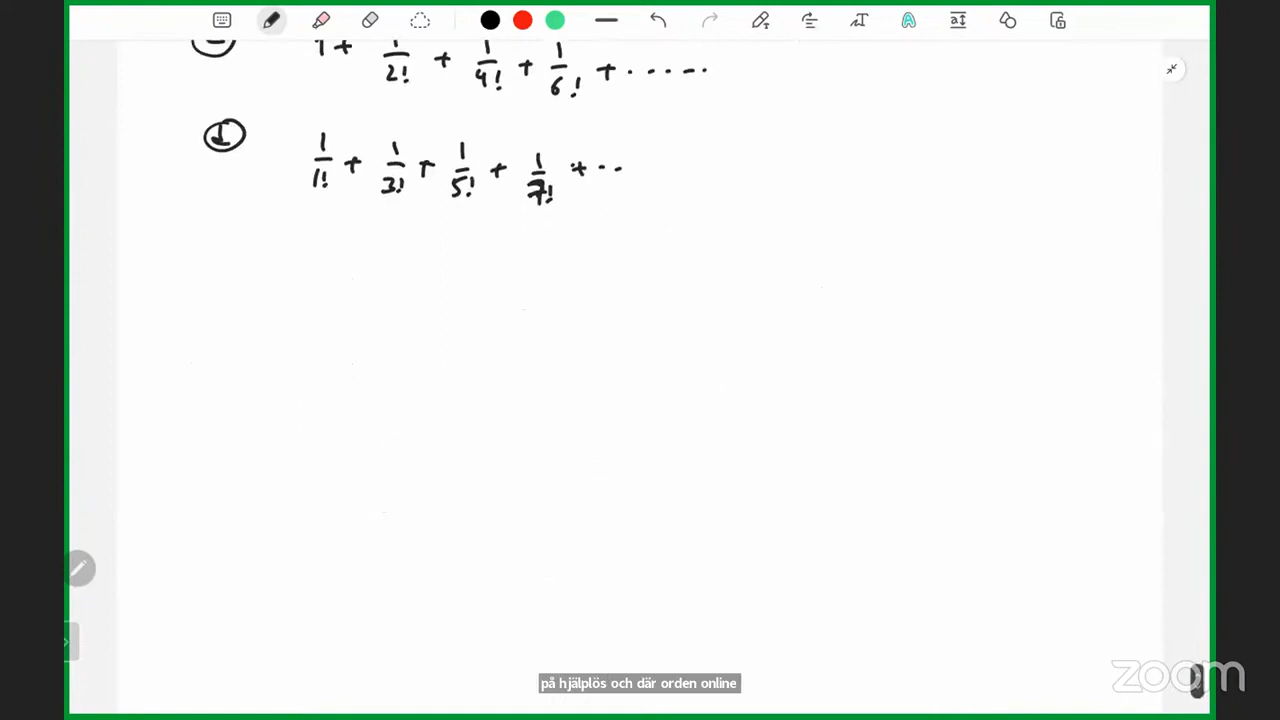 1 + 1/2! + 1/4! + 1/6! + ......
1/1! + 1/3! + 1/5! + 1/7! + ...
på hjälplös och där orden online
zoom